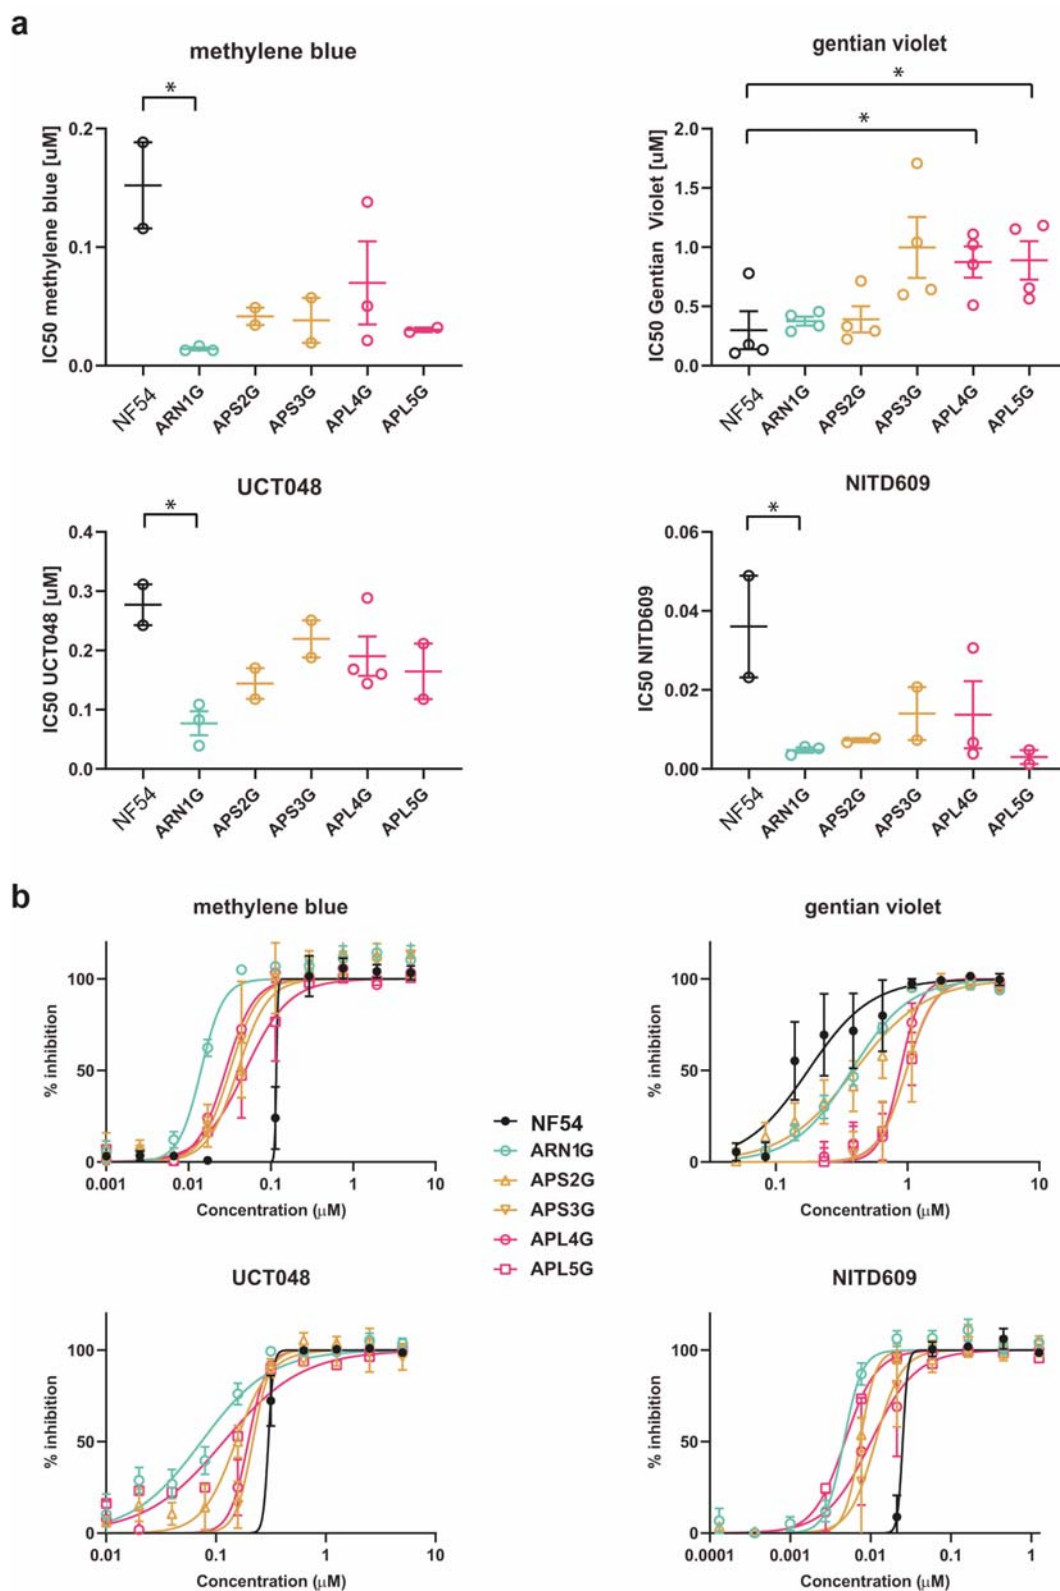 a
methylene blue
gentian violet
*
*
*
IC50 methylene blue [uM]
0.2
0.1
0.0
NF54
ARN1G
APS2G
APS3G
APL4G
APL5G
IC50 Gentian Violet [uM]
2.0
1.5
1.0
0.5
0.0
NF54
ARN1G
APS2G
APS3G
APL4G
APL5G
UCT048
NITD609
*
*
IC50 UCT048 [uM]
0.4
0.3
0.2
0.1
0.0
NF54
ARN1G
APS2G
APS3G
APL4G
APL5G
IC50 NITD609
0.06
0.04
0.02
0.00
NF54
ARN1G
APS2G
APS3G
APL4G
APL5G
b
methylene blue
gentian violet
% inhibition
100
50
0
0.001 0.01 0.1 1 10
Concentration (μM)
% inhibition
100
50
0
0.1 1 10
Concentration (μM)
NF54
ARN1G
APS2G
APS3G
APL4G
APL5G
UCT048
NITD609
% inhibition
100
50
0
0.01 0.1 1 10
Concentration (μM)
% inhibition
100
50
0
0.0001 0.001 0.01 0.1 1
Concentration (μM)